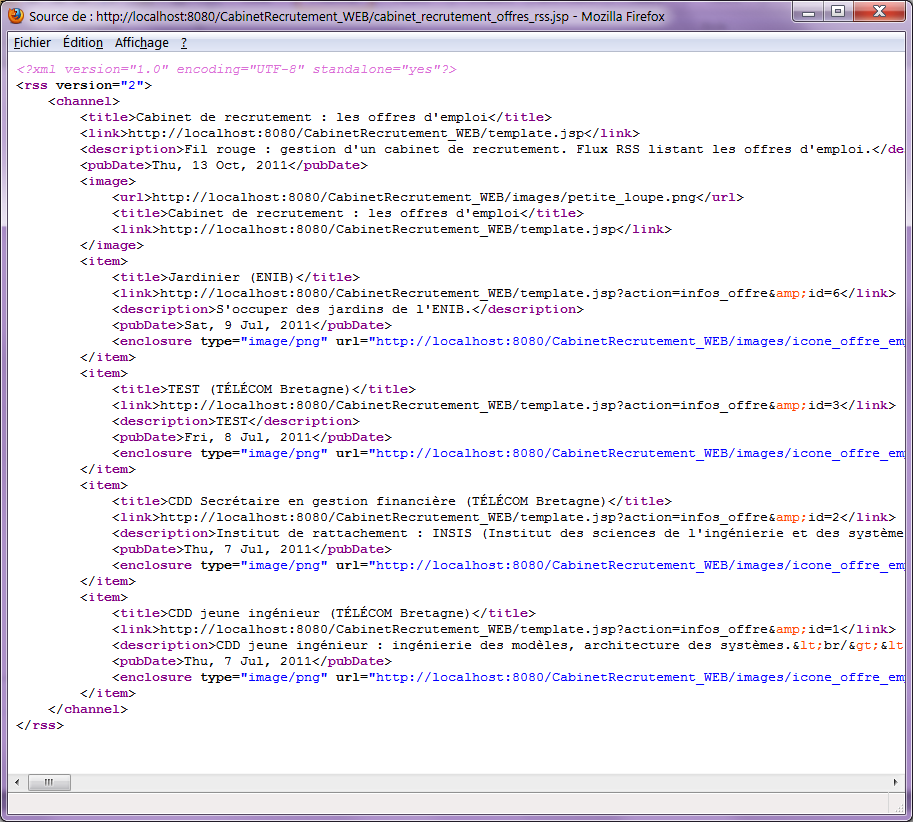 Source de : http://localhost:8080/CabinetRecrutement_WEB/cabinet_recrutement_offres_rss.jsp - Mozilla Firefox
Fichier Édition Affichage ?
<?xml version="1.0" encoding="UTF-8" standalone="yes"?>
<rss version="2">
<channel>
<title>Cabinet de recrutement : les offres d'emploi</title>
<link>http://localhost:8080/CabinetRecrutement_WEB/template.jsp</link>
<description>Fil rouge : gestion d'un cabinet de recrutement. Flux RSS listant les offres d'emploi.</de
<pubDate>Thu, 13 Oct, 2011</pubDate>
<image>
<url>http://localhost:8080/CabinetRecrutement_WEB/images/petite_loupe.png</url>
<title>Cabinet de recrutement : les offres d'emploi</title>
<link>http://localhost:8080/CabinetRecrutement_WEB/template.jsp</link>
</image>
<item>
<title>Jardinier (ENIB)</title>
<link>http://localhost:8080/CabinetRecrutement_WEB/template.jsp?action=infos_offre&amp;id=6</link>
<description>S'occuper des jardins de l'ENIB.</description>
<pubDate>Sat, 9 Jul, 2011</pubDate>
<enclosure type="image/png" url="http://localhost:8080/CabinetRecrutement_WEB/images/icone_offre_em
</item>
<item>
<title>TEST (TÉLÉCOM Bretagne)</title>
<link>http://localhost:8080/CabinetRecrutement_WEB/template.jsp?action=infos_offre&amp;id=3</link>
<description>TEST</description>
<pubDate>Fri, 8 Jul, 2011</pubDate>
<enclosure type="image/png" url="http://localhost:8080/CabinetRecrutement_WEB/images/icone_offre_em
</item>
<item>
<title>CDD Secrétaire en gestion financière (TÉLÉCOM Bretagne)</title>
<link>http://localhost:8080/CabinetRecrutement_WEB/template.jsp?action=infos_offre&amp;id=2</link>
<description>Institut de rattachement : INSIS (Institut des sciences de l'ingénierie et des système
<pubDate>Thu, 7 Jul, 2011</pubDate>
<enclosure type="image/png" url="http://localhost:8080/CabinetRecrutement_WEB/images/icone_offre_em
</item>
<item>
<title>CDD jeune ingénieur (TÉLÉCOM Bretagne)</title>
<link>http://localhost:8080/CabinetRecrutement_WEB/template.jsp?action=infos_offre&amp;id=1</link>
<description>CDD jeune ingénieur : ingénierie des modèles, architecture des systèmes.&lt;br/&gt;&lt
<pubDate>Thu, 7 Jul, 2011</pubDate>
<enclosure type="image/png" url="http://localhost:8080/CabinetRecrutement_WEB/images/icone_offre_em
</item>
</channel>
</rss>